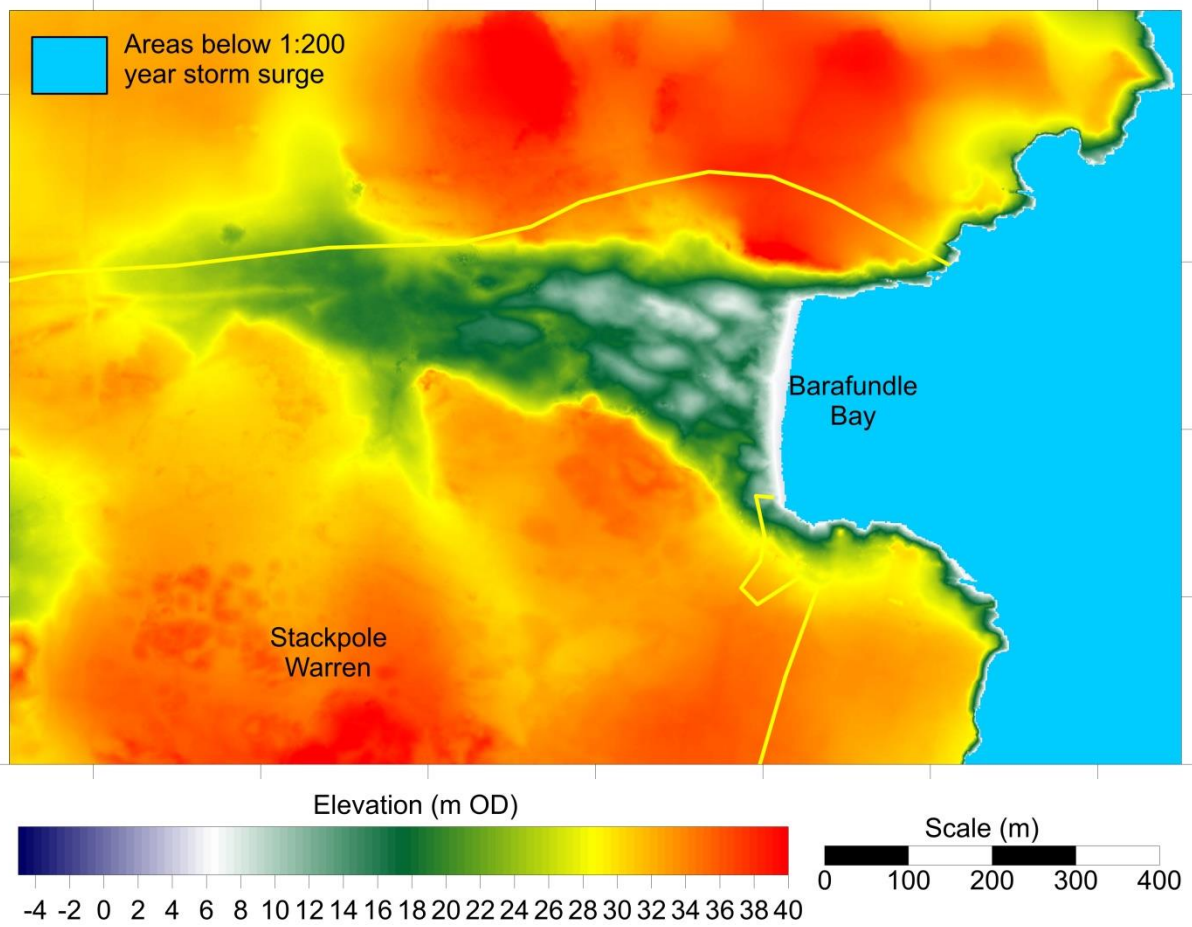 Areas below 1:200
year storm surge
Barafundle
Bay
Stackpole
Warren
Elevation (m OD)
-4 -2 0 2 4 6 8 10 12 14 16 18 20 22 24 26 28 30 32 34 36 38 40
Scale (m)
0 100 200 300 400